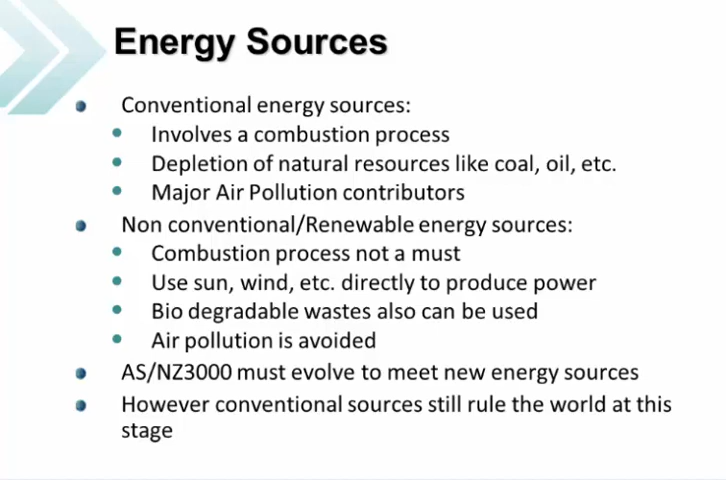 Energy Sources
Conventional energy sources:
Involves a combustion process
Depletion of natural resources like coal, oil, etc.
Major Air Pollution contributors
Non conventional/Renewable energy sources:
Combustion process not a must
Use sun, wind, etc. directly to produce power
Bio degradable wastes also can be used
Air pollution is avoided
AS/NZ3000 must evolve to meet new energy sources
However conventional sources still rule the world at this
stage